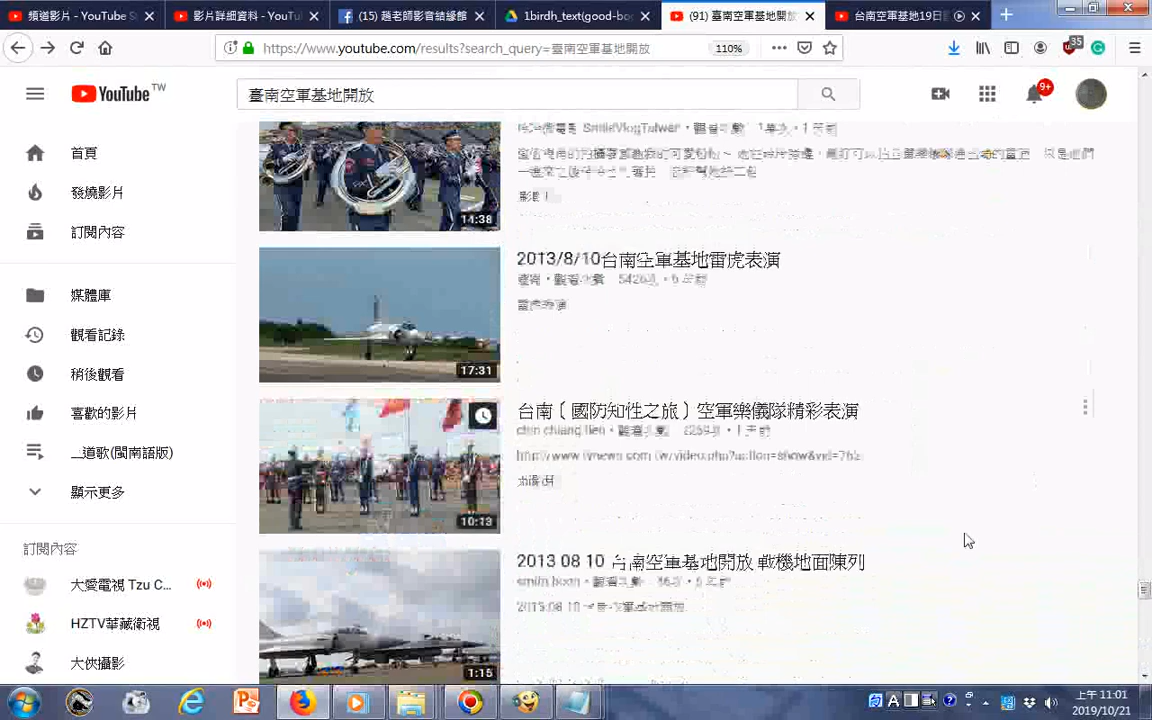 頻道影片 - YouTube S
影片詳細資料 - YouTu
(15) 趙老師影音結緣館
1birdh_text(good-bo
(91) 臺南空軍基地開放
台南空軍基地19日
https://www.youtube.com/results?search_query=臺南空軍基地開放
110%
35
YouTube TW
臺南空軍基地開放
9+
首頁
發燒影片
訂閱內容
媒體庫
觀看記錄
稍後觀看
喜歡的影片
顯示更多
訂閱內容
大愛電視 Tzu C...
HZTV華藏衛視
大俠攝影
14:38
2013/8/10台南空軍基地雷虎表演
17:31
台南〔國防知性之旅〕空軍樂儀隊精彩表演
10:13
2013 08 10 台南空軍基地開放 戰機地面陳列
1:15
上午 11:01
2019/10/21